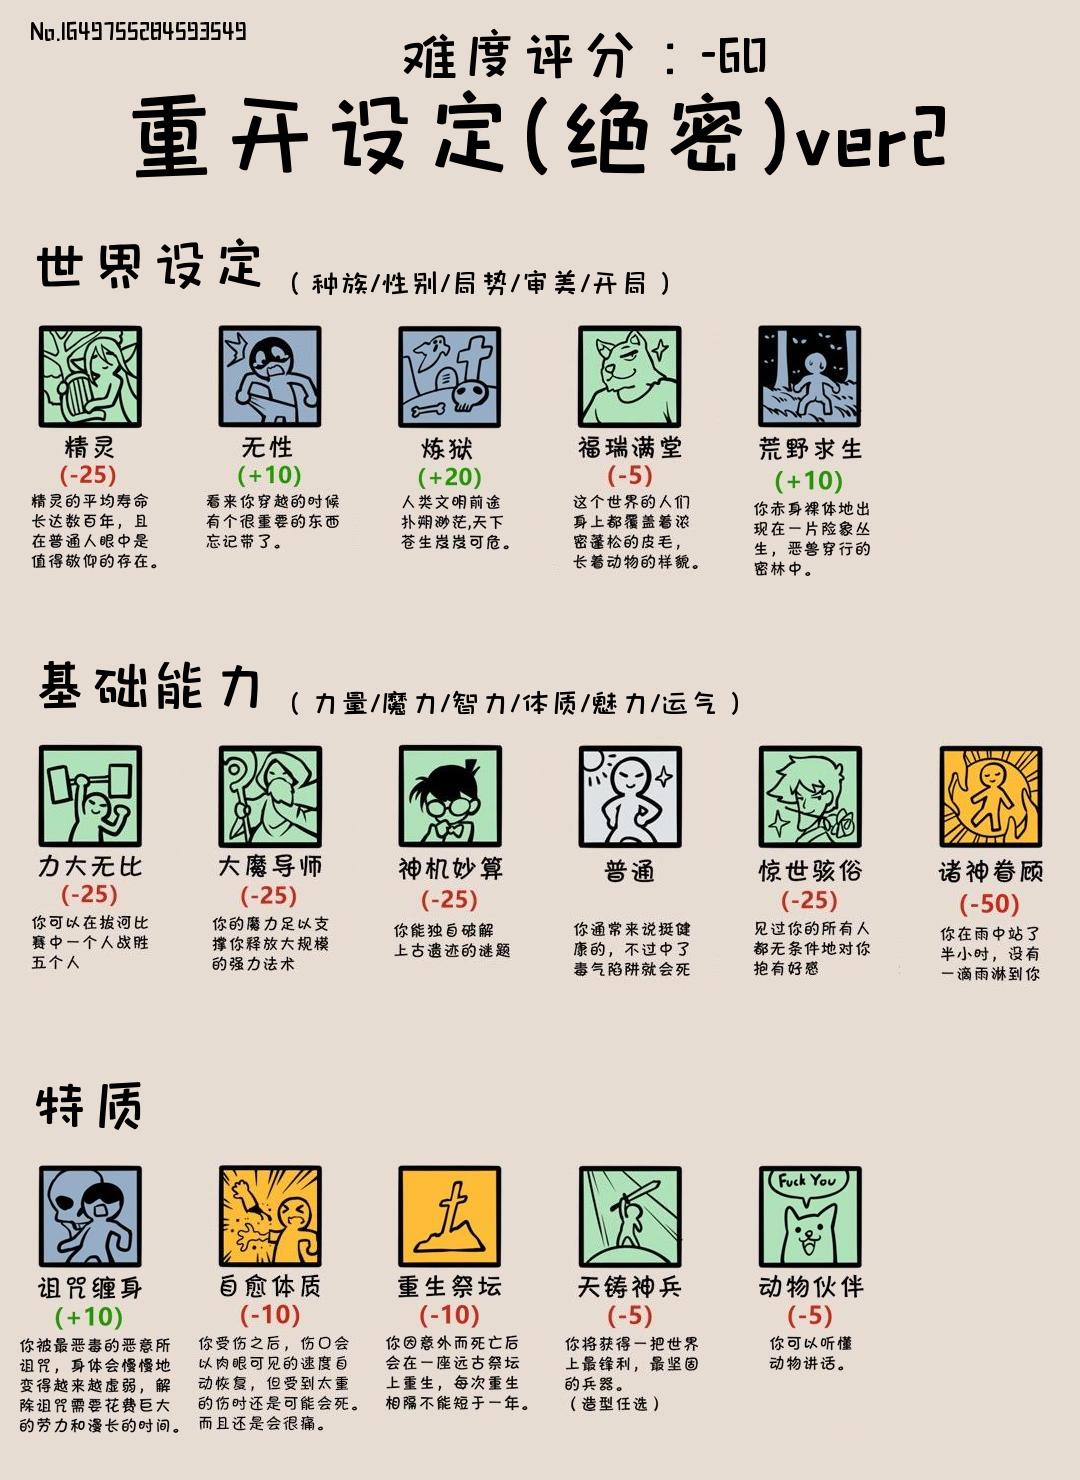 No.1649755284593549
难度评分：-60
重开设定(绝密)ver2
世界设定（种族/性别/局势/审美/开局）
精灵
(-25)
精灵的平均寿命
长达数百年，且
在普通人眼中是
值得敬仰的存在。
无性
(+10)
看来你穿越的时候
有个很重要的东西
忘记带了。
炼狱
(+20)
人类文明前途
扑朔渺茫,天下
苍生岌岌可危。
福瑞满堂
(-5)
这个世界的人们
身上都覆盖着浓
密蓬松的皮毛，
长着动物的样貌。
荒野求生
(+10)
你赤身裸体地出
现在一片险象丛
生，恶兽穿行的
密林中。
基础能力（力量/魔力/智力/体质/魅力/运气）
力大无比
(-25)
你可以在拔河比
赛中一个人战胜
五个人
大魔导师
(-25)
你的魔力足以支
撑你释放大规模
的强力法术
神机妙算
(-25)
你能独自破解
上古遗迹的谜题
普通
你通常来说挺健
康的，不过中了
毒气陷阱就会死
惊世骇俗
(-25)
见过你的所有人
都无条件地对你
抱有好感
诸神眷顾
(-50)
你在雨中站了
半小时，没有
一滴雨淋到你
特质
诅咒缠身
(+10)
你被最恶毒的恶意所
诅咒，身体会慢慢地
变得越来越虚弱，解
除诅咒需要花费巨大
的劳力和漫长的时间。
自愈体质
(-10)
你受伤之后，伤口会
以肉眼可见的速度自
动恢复，但受到太重
的伤时还是可能会死。
而且还是会很痛。
重生祭坛
(-10)
你因意外而死亡后
会在一座远古祭坛
上重生，每次重生
相隔不能短于一年。
天铸神兵
(-5)
你将获得一把世界
上最锋利，最坚固
的兵器。
（造型任选）
Fuck You
动物伙伴
(-5)
你可以听懂
动物讲话。